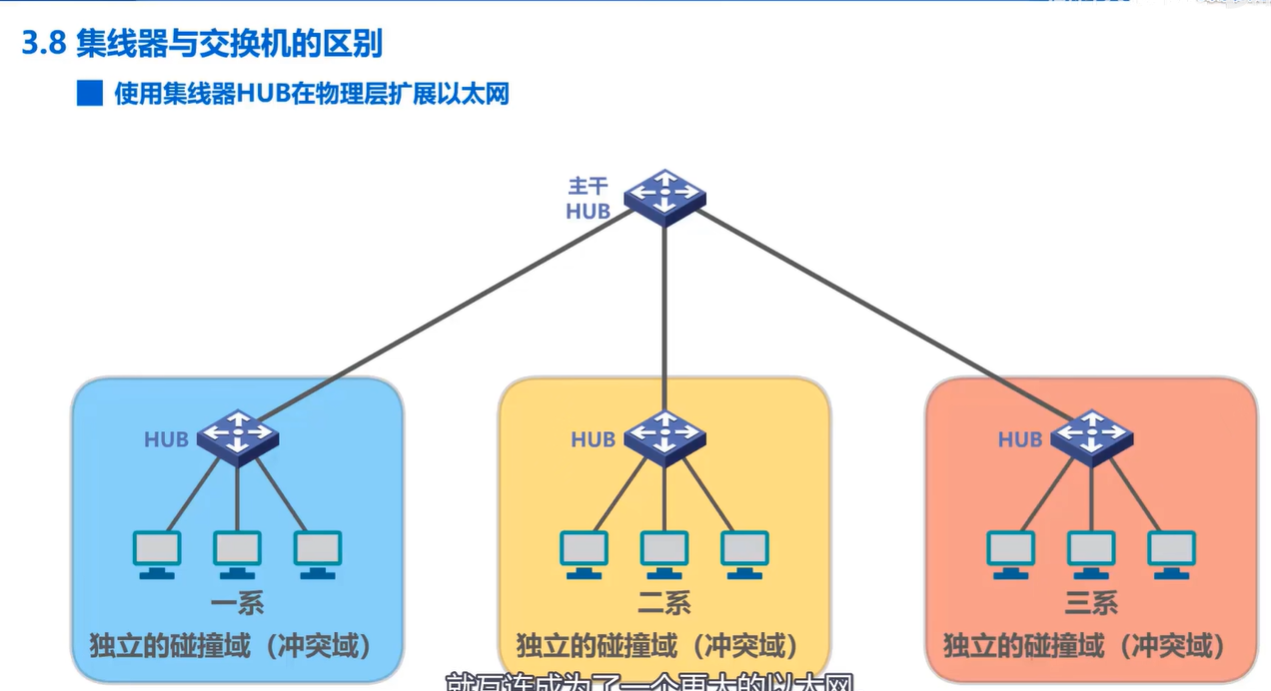 3.8 集线器与交换机的区别
使用集线器HUB在物理层扩展以太网
主干
HUB
HUB
HUB
HUB
一系
二系
三系
独立的碰撞域（冲突域）
独立的碰撞域（冲突域）
独立的碰撞域（冲突域）
就互连成为了一个更大的以太网